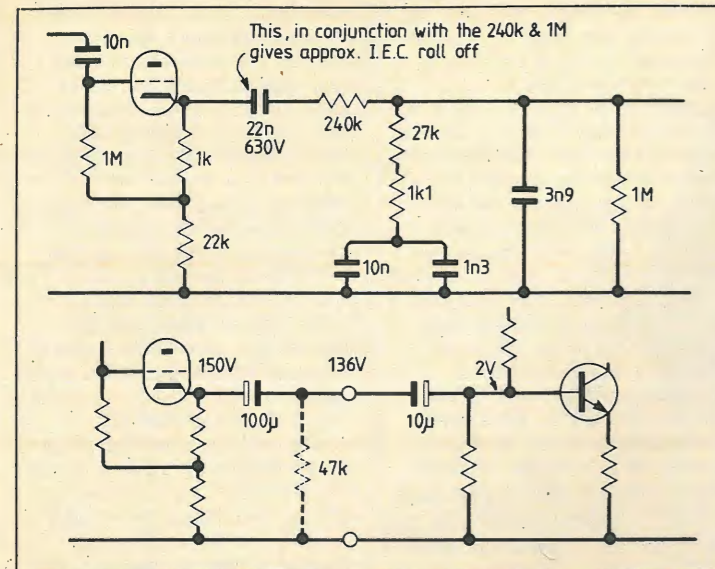 This, in conjunction with the 240k & 1M
gives approx. I.E.C. roll off
10n
1M
1k
22k
22n
630V
240k
27k
1k1
10n
1n3
3n9
1M
150V
100µ
136V
47k
10µ
2V